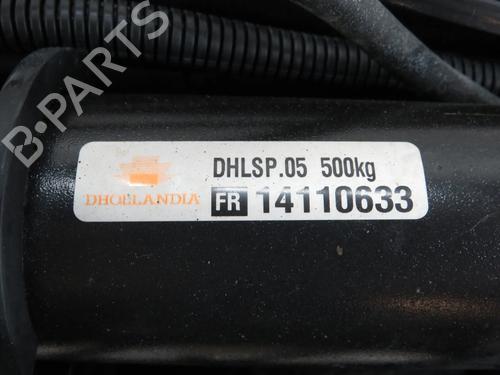 B-PARTS
DHOLLANDIA
DHLSP.05 500kg
FR 14110633